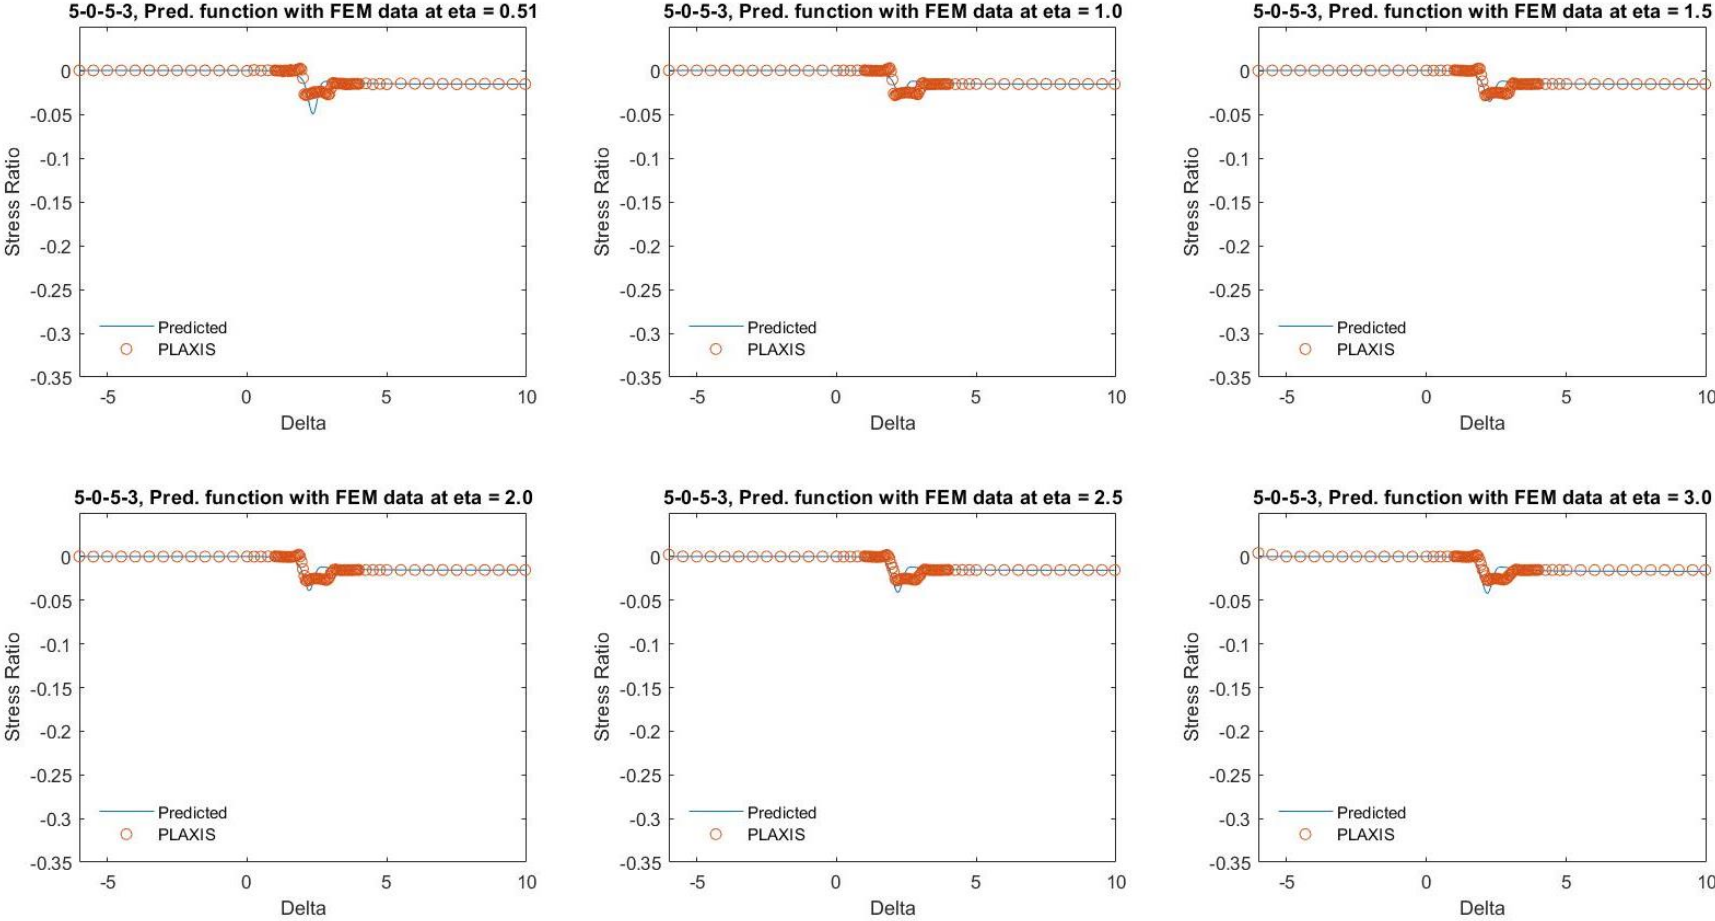 5-0-5-3, Pred. function with FEM data at eta = 0.51
0
-0.05
-0.1
-0.15
-0.2
-0.25
-0.3
-0.35
Stress Ratio
Predicted
PLAXIS
-5 0 5 10
Delta
5-0-5-3, Pred. function with FEM data at eta = 1.0
0
-0.05
-0.1
-0.15
-0.2
-0.25
-0.3
-0.35
Stress Ratio
Predicted
PLAXIS
-5 0 5 10
Delta
5-0-5-3, Pred. function with FEM data at eta = 1.5
0
-0.05
-0.1
-0.15
-0.2
-0.25
-0.3
-0.35
Stress Ratio
Predicted
PLAXIS
-5 0 5 10
Delta
5-0-5-3, Pred. function with FEM data at eta = 2.0
0
-0.05
-0.1
-0.15
-0.2
-0.25
-0.3
-0.35
Stress Ratio
Predicted
PLAXIS
-5 0 5 10
Delta
5-0-5-3, Pred. function with FEM data at eta = 2.5
0
-0.05
-0.1
-0.15
-0.2
-0.25
-0.3
-0.35
Stress Ratio
Predicted
PLAXIS
-5 0 5 10
Delta
5-0-5-3, Pred. function with FEM data at eta = 3.0
0
-0.05
-0.1
-0.15
-0.2
-0.25
-0.3
-0.35
Stress Ratio
Predicted
PLAXIS
-5 0 5 10
Delta